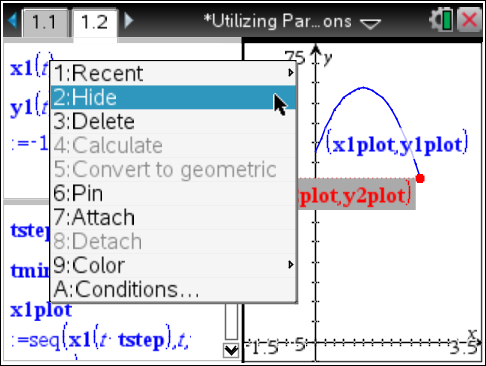 1.1 1.2 *Utilizing Par...ons
x1(t
y1(t
:=-1
1:Recent
2:Hide
3:Delete
4:Calculate
5:Convert to geometric
6:Pin
7:Attach
8:Detach
9:Color
A:Conditions...
tstep
tmin
x1plot
:=seq(x1(t· tstep),t,
75 y
(x1plot,y1plot)
plot,y2plot)
x
-1.5 5 3.5